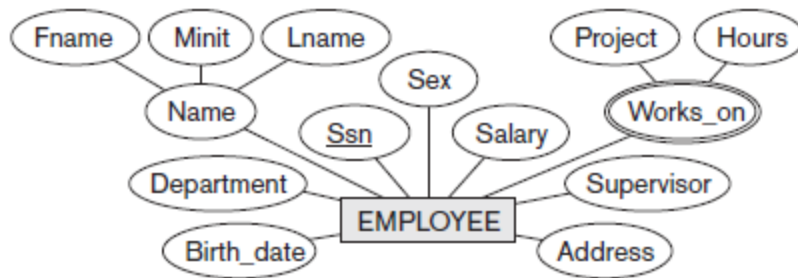 Fname Minit Lname Project Hours
Sex
Name Works_on
Ssn Salary
Department Supervisor
EMPLOYEE
Birth_date Address